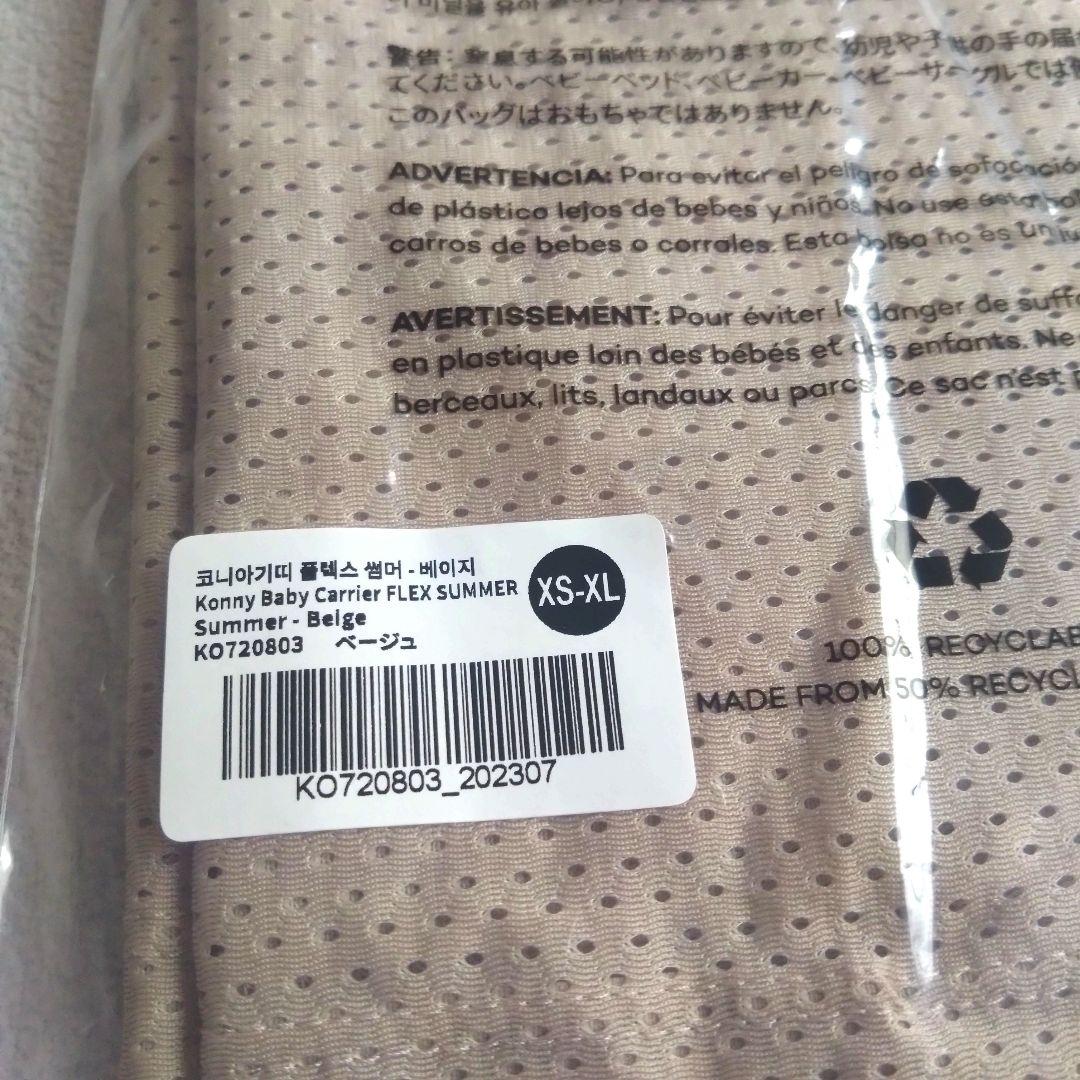 警告：窒息する可能性がありますので、幼児や子供の手の届
てください。ベビーベッド、ベビーカー、ベビーサークルでは
このバッグはおもちゃではありません。
ADVERTENCIA: Para evitar el peligro de sofocació
de plástico lejos de bebes y niños. No use esta bol
carros de bebes o corrales. Esta bolsa no es un
AVERTISSEMENT: Pour éviter le danger de suffo
en plastique loin des bébés et des enfants. Ne
berceaux, lits, landaux ou parcs. Ce sac n'est
코니아기띠 플렉스 썸머 - 베이지
Konny Baby Carrier FLEX SUMMER
Summer - Beige
XS-XL
KO720803 ベージュ
KO720803_202307
100% RECYCLAB
MADE FROM 50% RECYCL